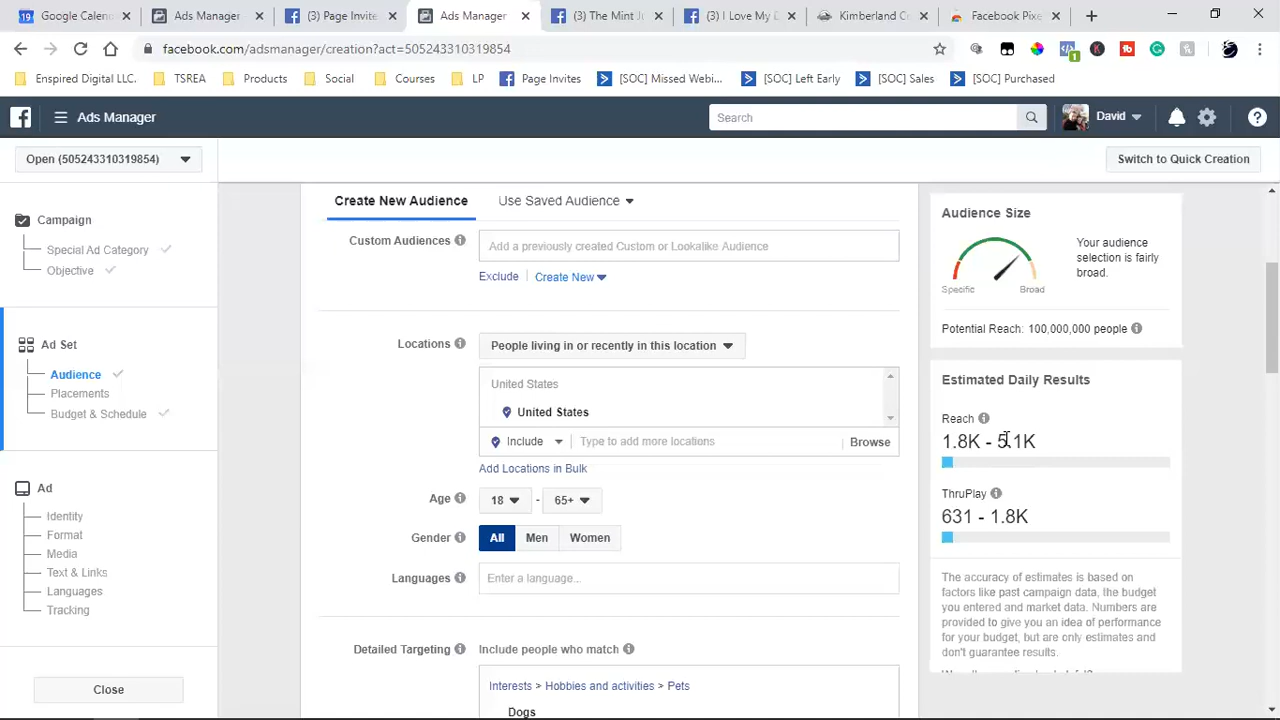 Google Calend
Ads Manager
(3) Page Invite
Ads Manager
(3) The Mint Ju
(3) I Love My D
Kimberland Co
Facebook Pixe
facebook.com/adsmanager/creation?act=505243310319854
1
Enspired Digital LLC.
TSREA
Products
Social
Courses
LP
Page Invites
[SOC] Missed Webi...
[SOC] Left Early
[SOC] Sales
[SOC] Purchased
Ads Manager
Search
David
Open (505243310319854)
Switch to Quick Creation
Campaign
Special Ad Category
Objective
Ad Set
Audience
Placements
Budget & Schedule
Ad
Identity
Format
Media
Text & Links
Languages
Tracking
Close
Create New Audience
Use Saved Audience
Custom Audiences
Add a previously created Custom or Lookalike Audience
Exclude
Create New
Locations
People living in or recently in this location
United States
United States
Include
Type to add more locations
Browse
Add Locations in Bulk
Age
18
-
65+
Gender
All
Men
Women
Languages
Enter a language...
Detailed Targeting
Include people who match
Interests > Hobbies and activities > Pets
Dogs
Audience Size
Your audience
selection is fairly
broad.
Specific
Broad
Potential Reach: 100,000,000 people
Estimated Daily Results
Reach
1.8K - 5.1K
ThruPlay
631 - 1.8K
The accuracy of estimates is based on
factors like past campaign data, the budget
you entered and market data. Numbers are
provided to give you an idea of performance
for your budget, but are only estimates and
don't guarantee results.